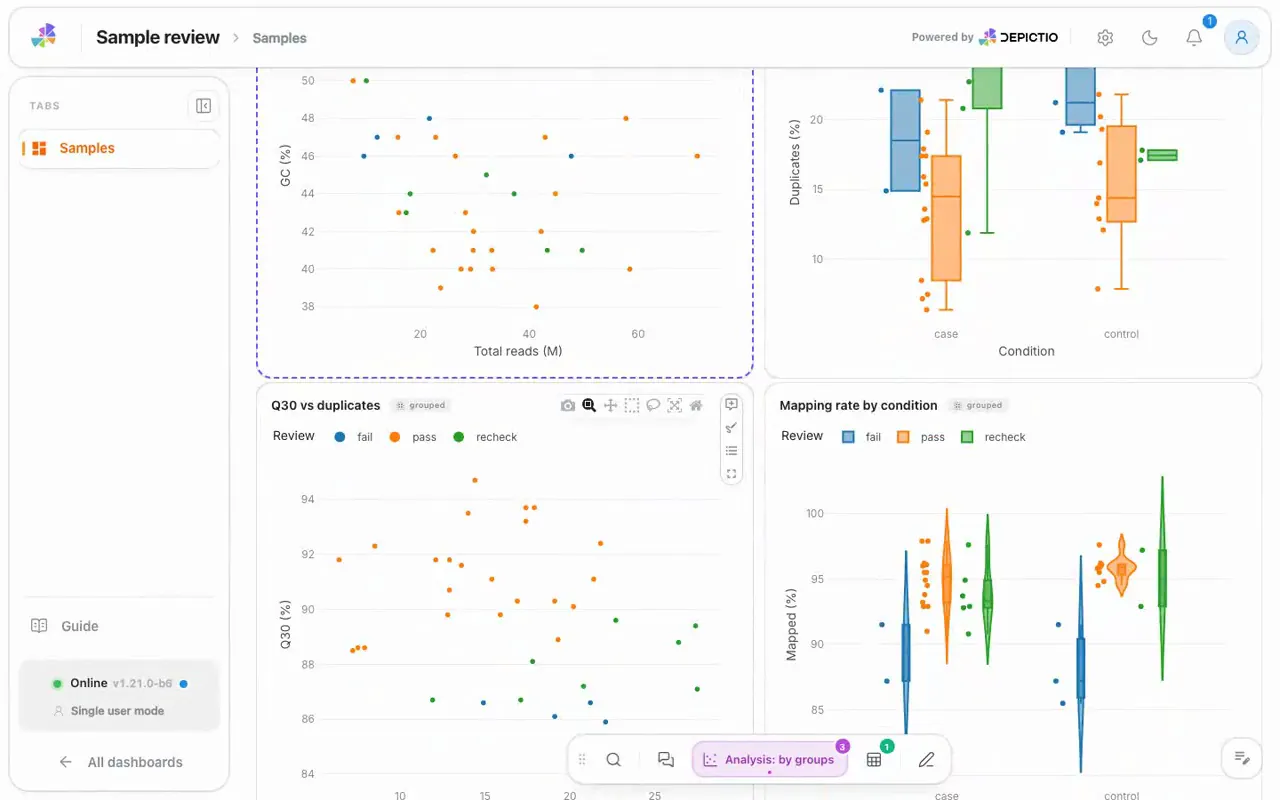 Sample review > Samples
Powered by DEPICTIO
1
TABS
Samples
Guide
Online v1.21.0-b6
Single user mode
All dashboards
50
48
46
44
42
40
38
GC (%)
20 40 60
Total reads (M)
20
15
10
Duplicates (%)
case control
Condition
Q30 vs duplicates grouped
Review fail pass recheck
94
92
90
88
86
84
Q30 (%)
10 15 20 25
Mapping rate by condition grouped
Review fail pass recheck
100
95
90
85
Mapped (%)
case control
Analysis: by groups
3
1